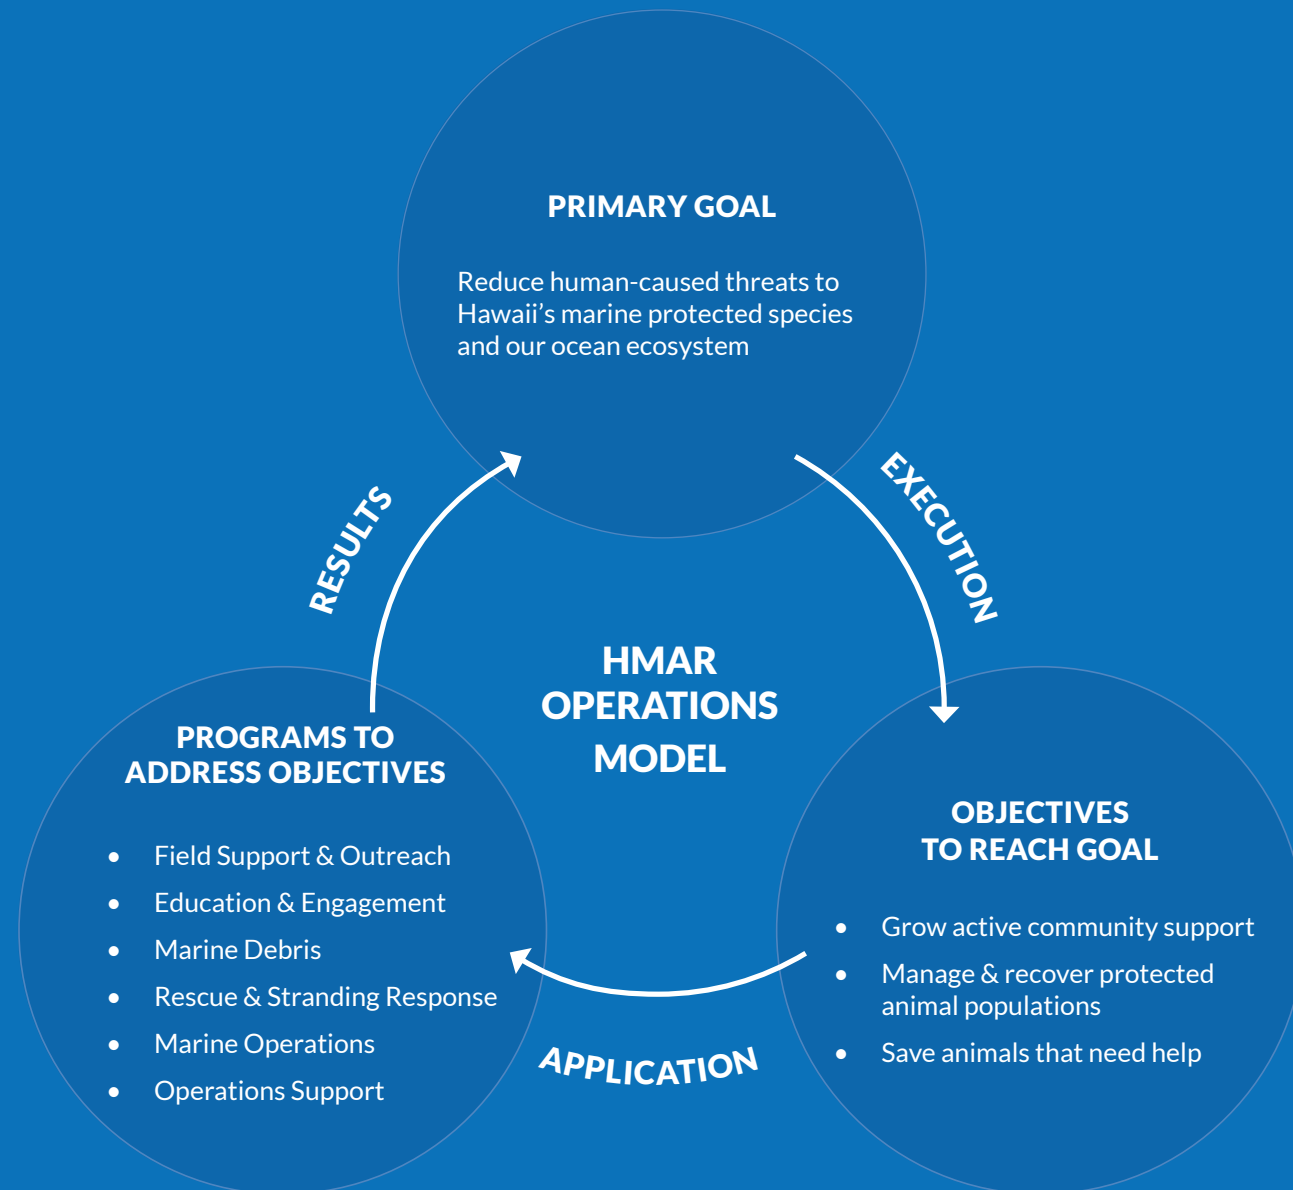 PRIMARY GOAL
Reduce human-caused threats to
Hawaii’s marine protected species
and our ocean ecosystem
RESULTS
EXECUTION
HMAR
OPERATIONS
MODEL
PROGRAMS TO
ADDRESS OBJECTIVES
• Field Support & Outreach
• Education & Engagement
• Marine Debris
• Rescue & Stranding Response
• Marine Operations
• Operations Support
OBJECTIVES
TO REACH GOAL
• Grow active community support
• Manage & recover protected
animal populations
• Save animals that need help
APPLICATION